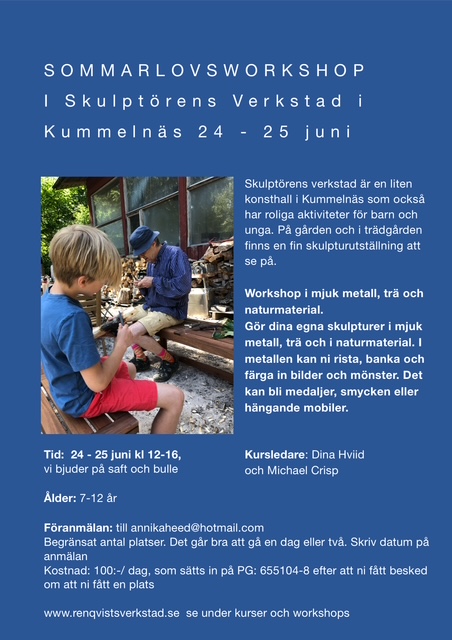 SOMMARLOVSWORKSHOP
I Skulptörens Verkstad i
Kummelnäs 24 - 25 juni
Skulptörens verkstad är en liten
konsthall i Kummelnäs som också
har roliga aktiviteter för barn och
unga. På gården och i trädgården
finns en fin skulpturutställning att
se på.
Workshop i mjuk metall, trä och
naturmaterial.
Gör dina egna skulpturer i mjuk
metall, trä och i naturmaterial. I
metallen kan ni rista, banka och
färga in bilder och mönster. Det
kan bli medaljer, smycken eller
hängande mobiler.
Tid: 24 - 25 juni kl 12-16,
vi bjuder på saft och bulle
Kursledare: Dina Hviid
och Michael Crisp
Ålder: 7-12 år
Föranmälan: till annikaheed@hotmail.com
Begränsat antal platser. Det går bra att gå en dag eller två. Skriv datum på
anmälan
Kostnad: 100:-/ dag, som sätts in på PG: 655104-8 efter att ni fått besked
om att ni fått en plats
www.renqvistsverkstad.se se under kurser och workshops